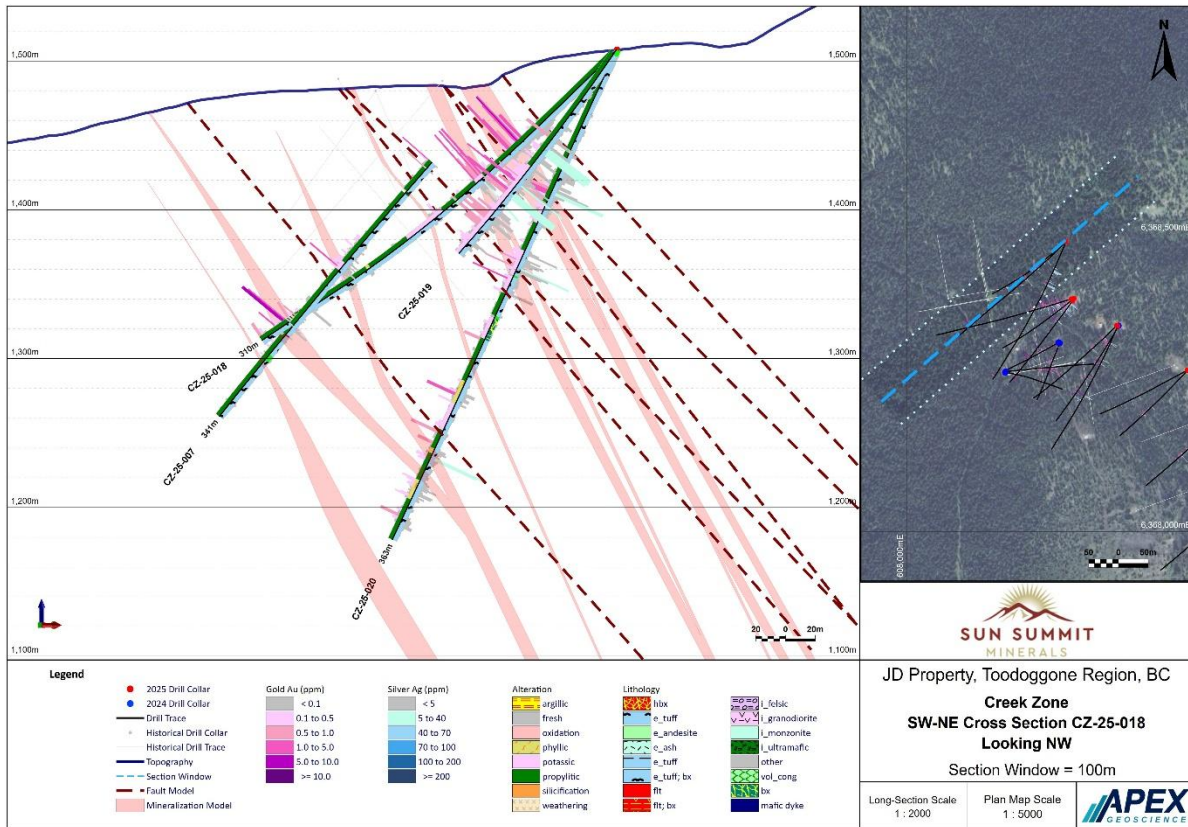 1,500m
1,500m
1,400m
1,400m
1,300m
1,300m
1,200m
1,200m
1,100m
1,100m
CZ-25-019
310m
CZ-25-018
341m
CZ-25-007
363m
CZ-25-020
20 0 20m
N
6,368,500mN
6,368,000mN
608,000mE
50 0 50m
SUN SUMMIT
MINERALS
JD Property, Toodoggone Region, BC
Creek Zone
SW-NE Cross Section CZ-25-018
Looking NW
Section Window = 100m
Long-Section Scale
1 : 2000
Plan Map Scale
1 : 5000
APEX
GEOSCIENCE
Legend
2025 Drill Collar
2024 Drill Collar
Drill Trace
Historical Drill Collar
Historical Drill Trace
Topography
Section Window
Fault Model
Mineralization Model
Gold Au (ppm)
< 0.1
0.1 to 0.5
0.5 to 1.0
1.0 to 5.0
5.0 to 10.0
>= 10.0
Silver Ag (ppm)
< 5
5 to 40
40 to 70
70 to 100
100 to 200
>= 200
Alteration
argillic
fresh
oxidation
phyllic
potassic
propylitic
silicification
weathering
Lithology
hbx
e_tuff
e_andesite
e_ash
e_tuff
e_tuff; bx
flt
flt; bx
i_felsic
i_granodiorite
i_monzonite
i_ultramafic
other
vol_cong
bx
mafic dyke